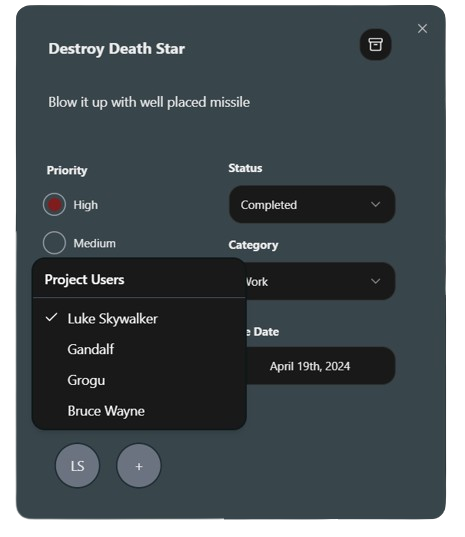 Destroy Death Star
Blow it up with well placed missile
Priority
Status
High
Completed
Medium
Category
Project Users
Work
Luke Skywalker
Gandalf
Date
Grogu
April 19th, 2024
Bruce Wayne
LS
+